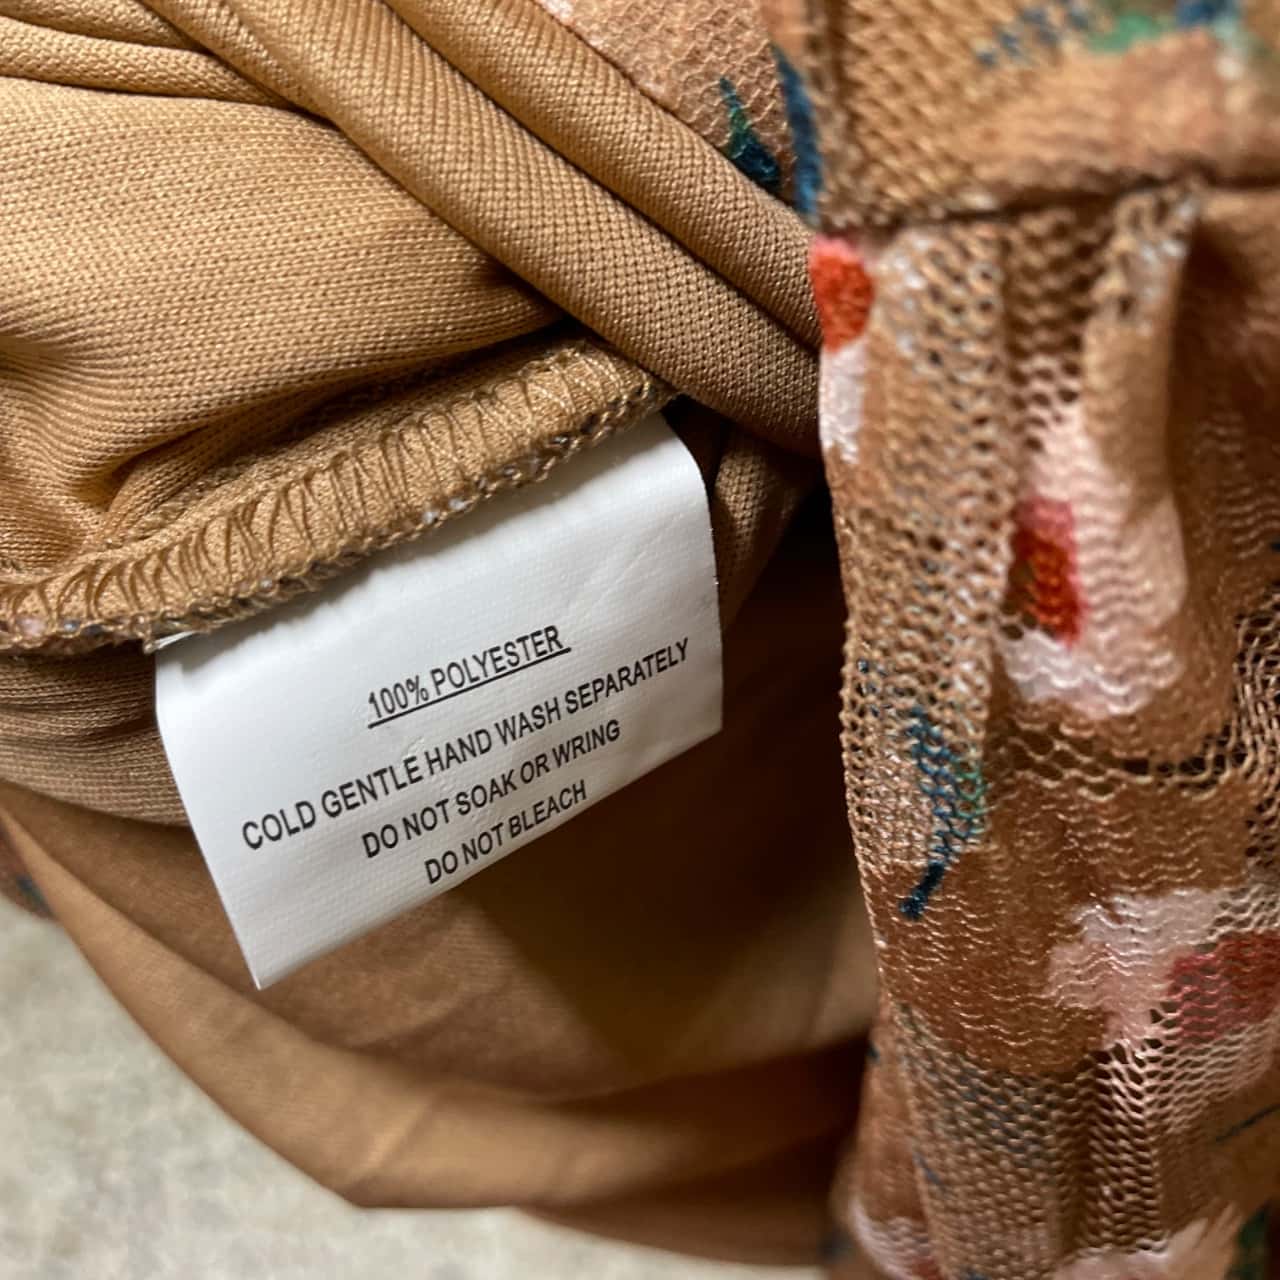 100% POLYESTER
COLD GENTLE HAND WASH SEPARATELY
DO NOT SOAK OR WRING
DO NOT BLEACH